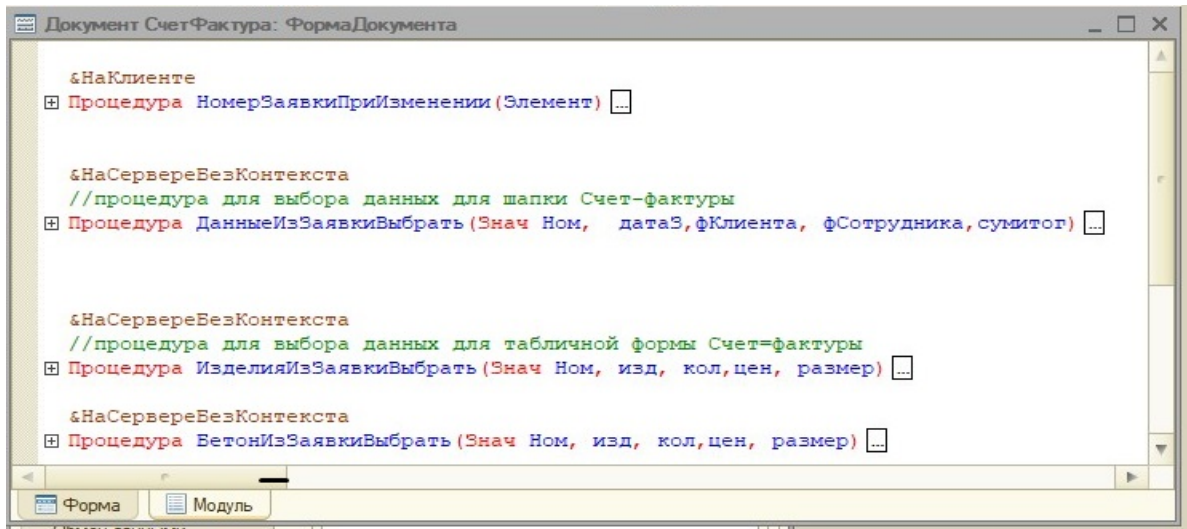 Документ СчетФактура: ФормаДокумента
&НаКлиенте
Процедура НомерЗаявкиПриИзменении(Элемент) ...
&НаСервереБезКонтекста
//процедура для выбора данных для шапки Счет-фактуры
Процедура ДанныеИзЗаявкиВыбрать(Знач Ном, датаЗ,фКлиента, фСотрудника,сумитог) ...
&НаСервереБезКонтекста
//процедура для выбора данных для табличной формы Счет=фактуры
Процедура ИзделияИзЗаявкиВыбрать(Знач Ном, изд, кол,цен, размер) ...
&НаСервереБезКонтекста
Процедура БетонИзЗаявкиВыбрать(Знач Ном, изд, кол,цен, размер) ...
Форма Модуль